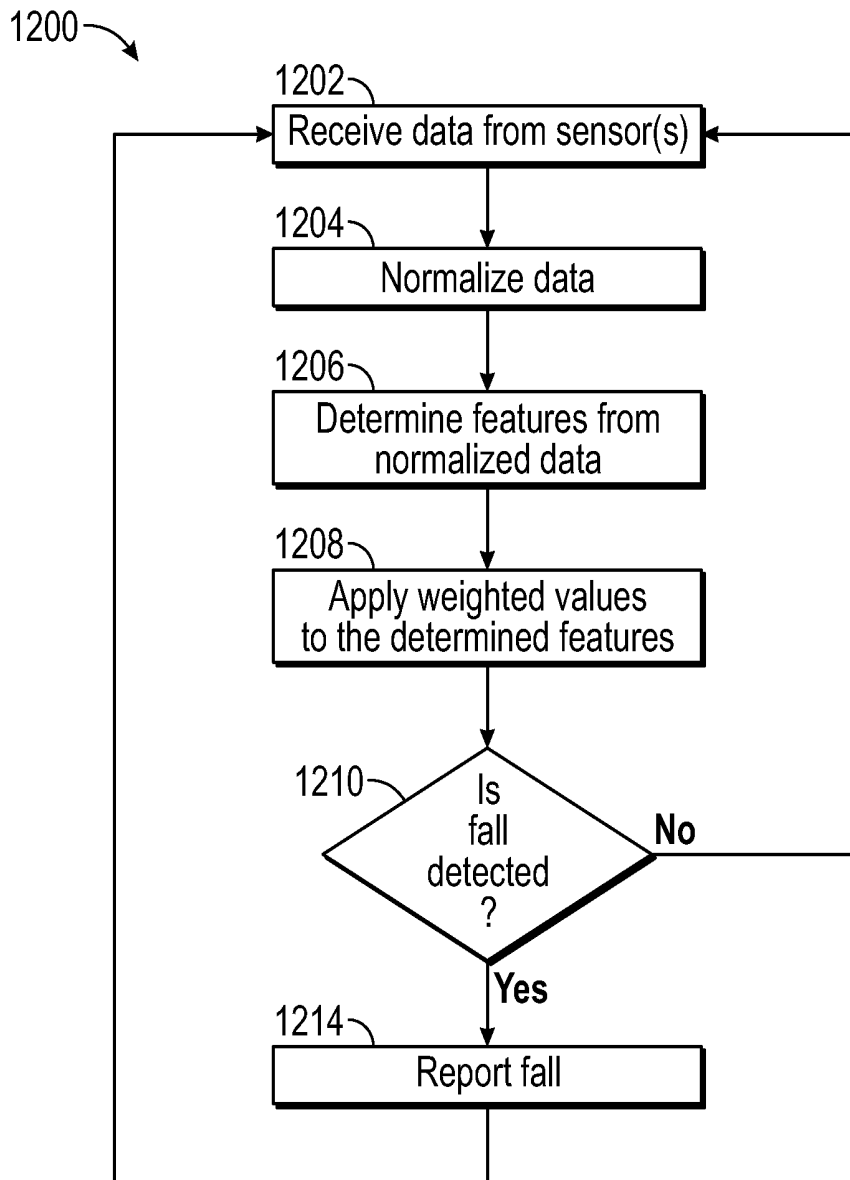 1200
1202
Receive data from sensor(s)
1204
Normalize data
1206
Determine features from
normalized data
1208
Apply weighted values
to the determined features
1210
Is
fall
detected
?
No
Yes
1214
Report fall